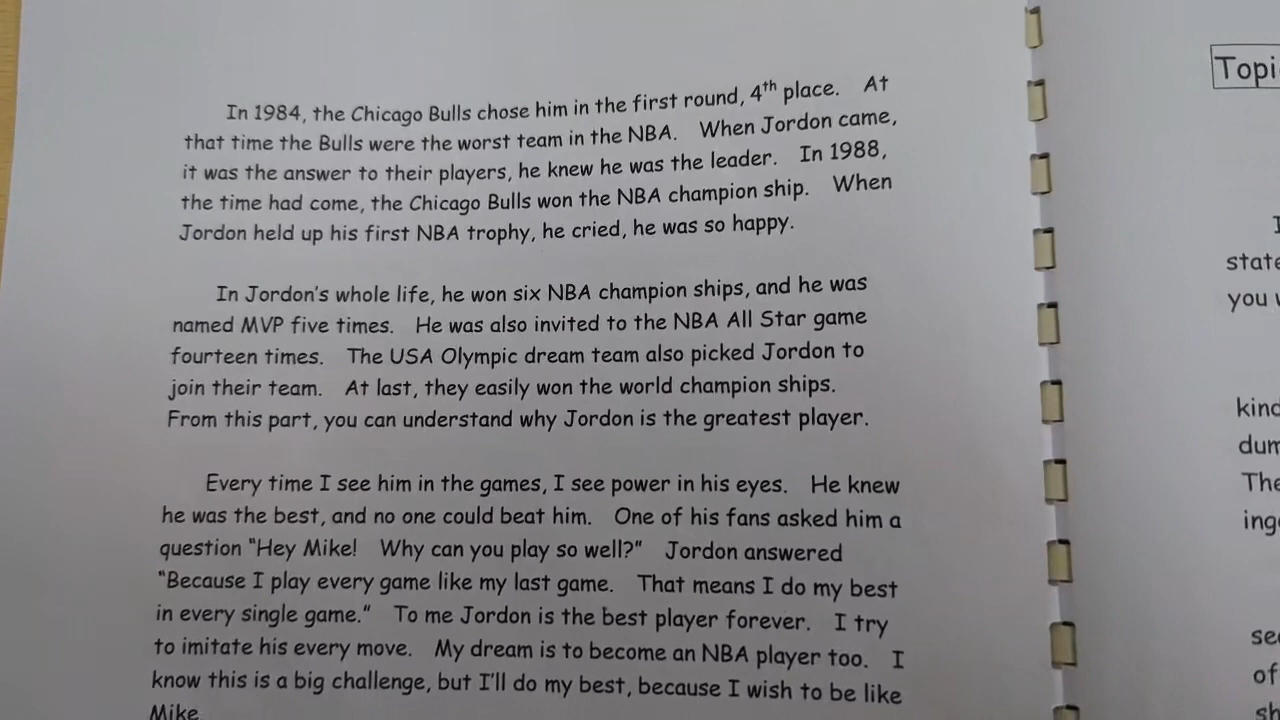 In 1984, the Chicago Bulls chose him in the first round, 4th place. At
that time the Bulls were the worst team in the NBA. When Jordon came,
it was the answer to their players, he knew he was the leader. In 1988,
the time had come, the Chicago Bulls won the NBA champion ship. When
Jordon held up his first NBA trophy, he cried, he was so happy.
In Jordon's whole life, he won six NBA champion ships, and he was
named MVP five times. He was also invited to the NBA All Star game
fourteen times. The USA Olympic dream team also picked Jordon to
join their team. At last, they easily won the world champion ships.
From this part, you can understand why Jordon is the greatest player.
Every time I see him in the games, I see power in his eyes. He knew
he was the best, and no one could beat him. One of his fans asked him a
question "Hey Mike! Why can you play so well?" Jordon answered
"Because I play every game like my last game. That means I do my best
in every single game." To me Jordon is the best player forever. I try
to imitate his every move. My dream is to become an NBA player too. I
know this is a big challenge, but I'll do my best, because I wish to be like
Mike
Topi
I
state
you
kind
dum
The
ing
se
of
sh